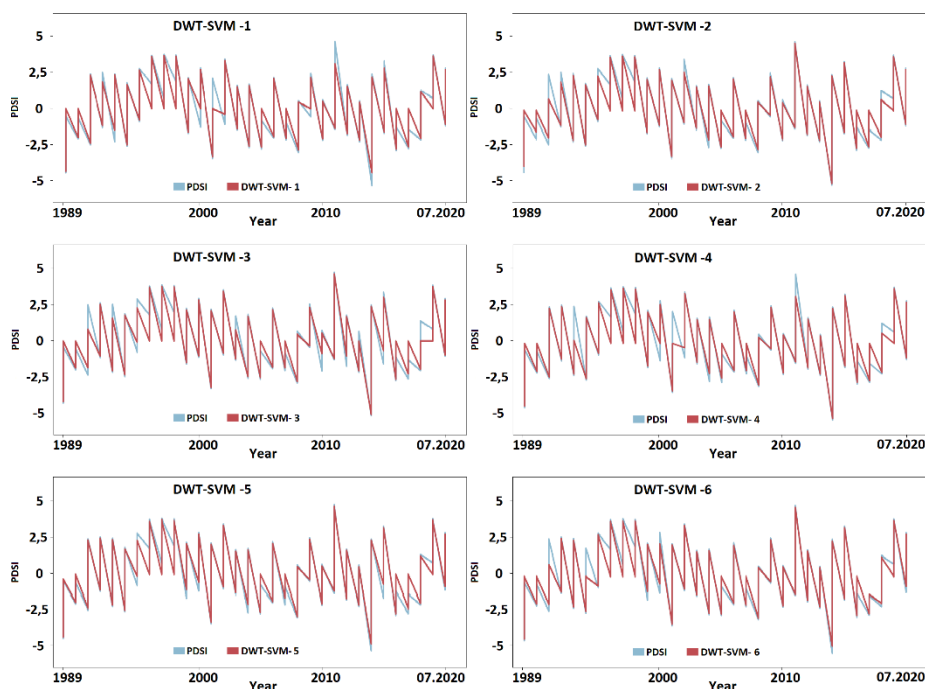 DWT-SVM -1
5
2,5
0
-2,5
-5
PDSI
PDSI DWT-SVM- 1
1989 2000 2010 07.2020
Year
DWT-SVM -2
5
2,5
0
-2,5
-5
PDSI
PDSI DWT-SVM- 2
1989 2000 2010 07.2020
Year
DWT-SVM -3
5
2,5
0
-2,5
-5
PDSI
PDSI DWT-SVM- 3
1989 2000 2010 07.2020
Year
DWT-SVM -4
5
2,5
0
-2,5
-5
PDSI
PDSI DWT-SVM- 4
1989 2000 2010 07.2020
Year
DWT-SVM -5
5
2,5
0
-2,5
-5
PDSI
PDSI DWT-SVM- 5
1989 2000 2010 07.2020
Year
DWT-SVM -6
5
2,5
0
-2,5
-5
PDSI
PDSI DWT-SVM- 6
1989 2000 2010 07.2020
Year